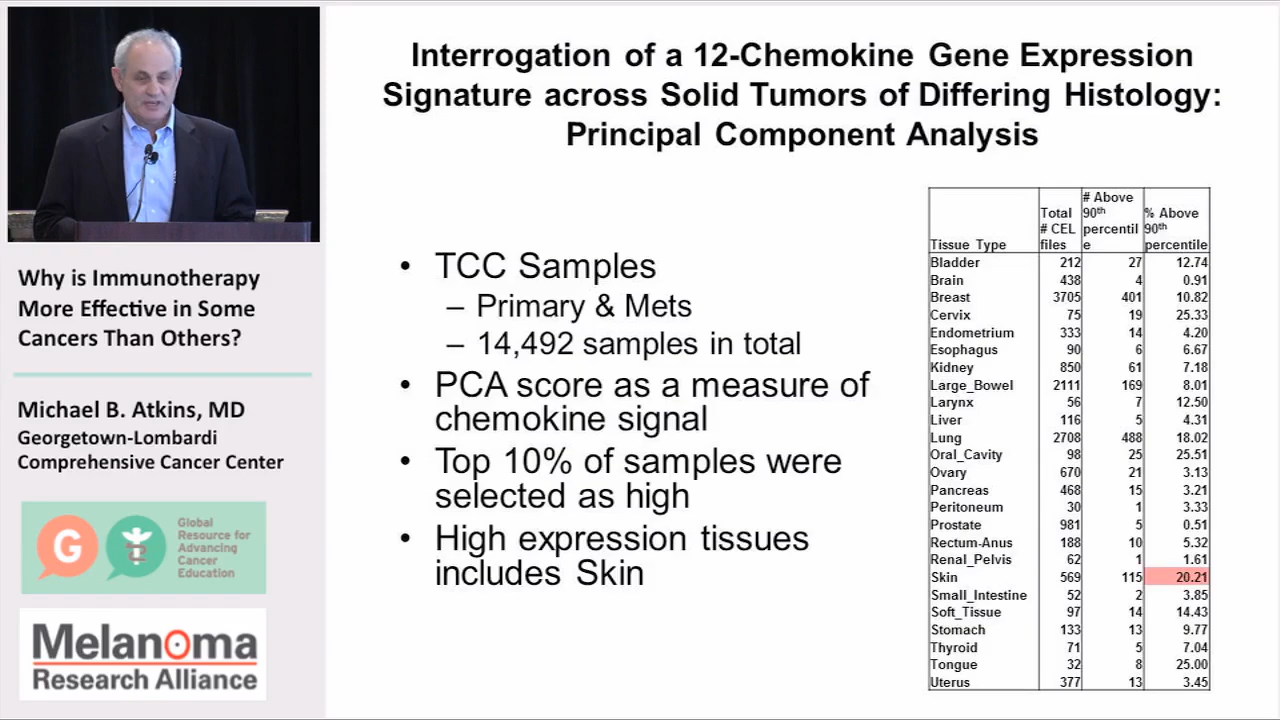 Interrogation of a 12-Chemokine Gene Expression
Signature across Solid Tumors of Differing Histology:
Principal Component Analysis
Why is Immunotherapy
More Effective in Some
Cancers Than Others?
Michael B. Atkins, MD
Georgetown-Lombardi
Comprehensive Cancer Center
G
Global
Resource for
Advancing
Cancer
Education
Melanoma
Research Alliance
• TCC Samples
– Primary & Mets
– 14,492 samples in total
• PCA score as a measure of
chemokine signal
• Top 10% of samples were
selected as high
• High expression tissues
includes Skin
Tissue Type Total # CEL files # Above 90th percentil e % Above 90th percentile
Bladder 212 27 12.74
Brain 438 4 0.91
Breast 3705 401 10.82
Cervix 75 19 25.33
Endometrium 333 14 4.20
Esophagus 90 6 6.67
Kidney 850 61 7.18
Large_Bowel 2111 169 8.01
Larynx 56 7 12.50
Liver 116 5 4.31
Lung 2708 488 18.02
Oral_Cavity 98 25 25.51
Ovary 670 21 3.13
Pancreas 468 15 3.21
Peritoneum 30 1 3.33
Prostate 981 5 0.51
Rectum-Anus 188 10 5.32
Renal_Pelvis 62 1 1.61
Skin 569 115 20.21
Small_Intestine 52 2 3.85
Soft_Tissue 97 14 14.43
Stomach 133 13 9.77
Thyroid 71 5 7.04
Tongue 32 8 25.00
Uterus 377 13 3.45